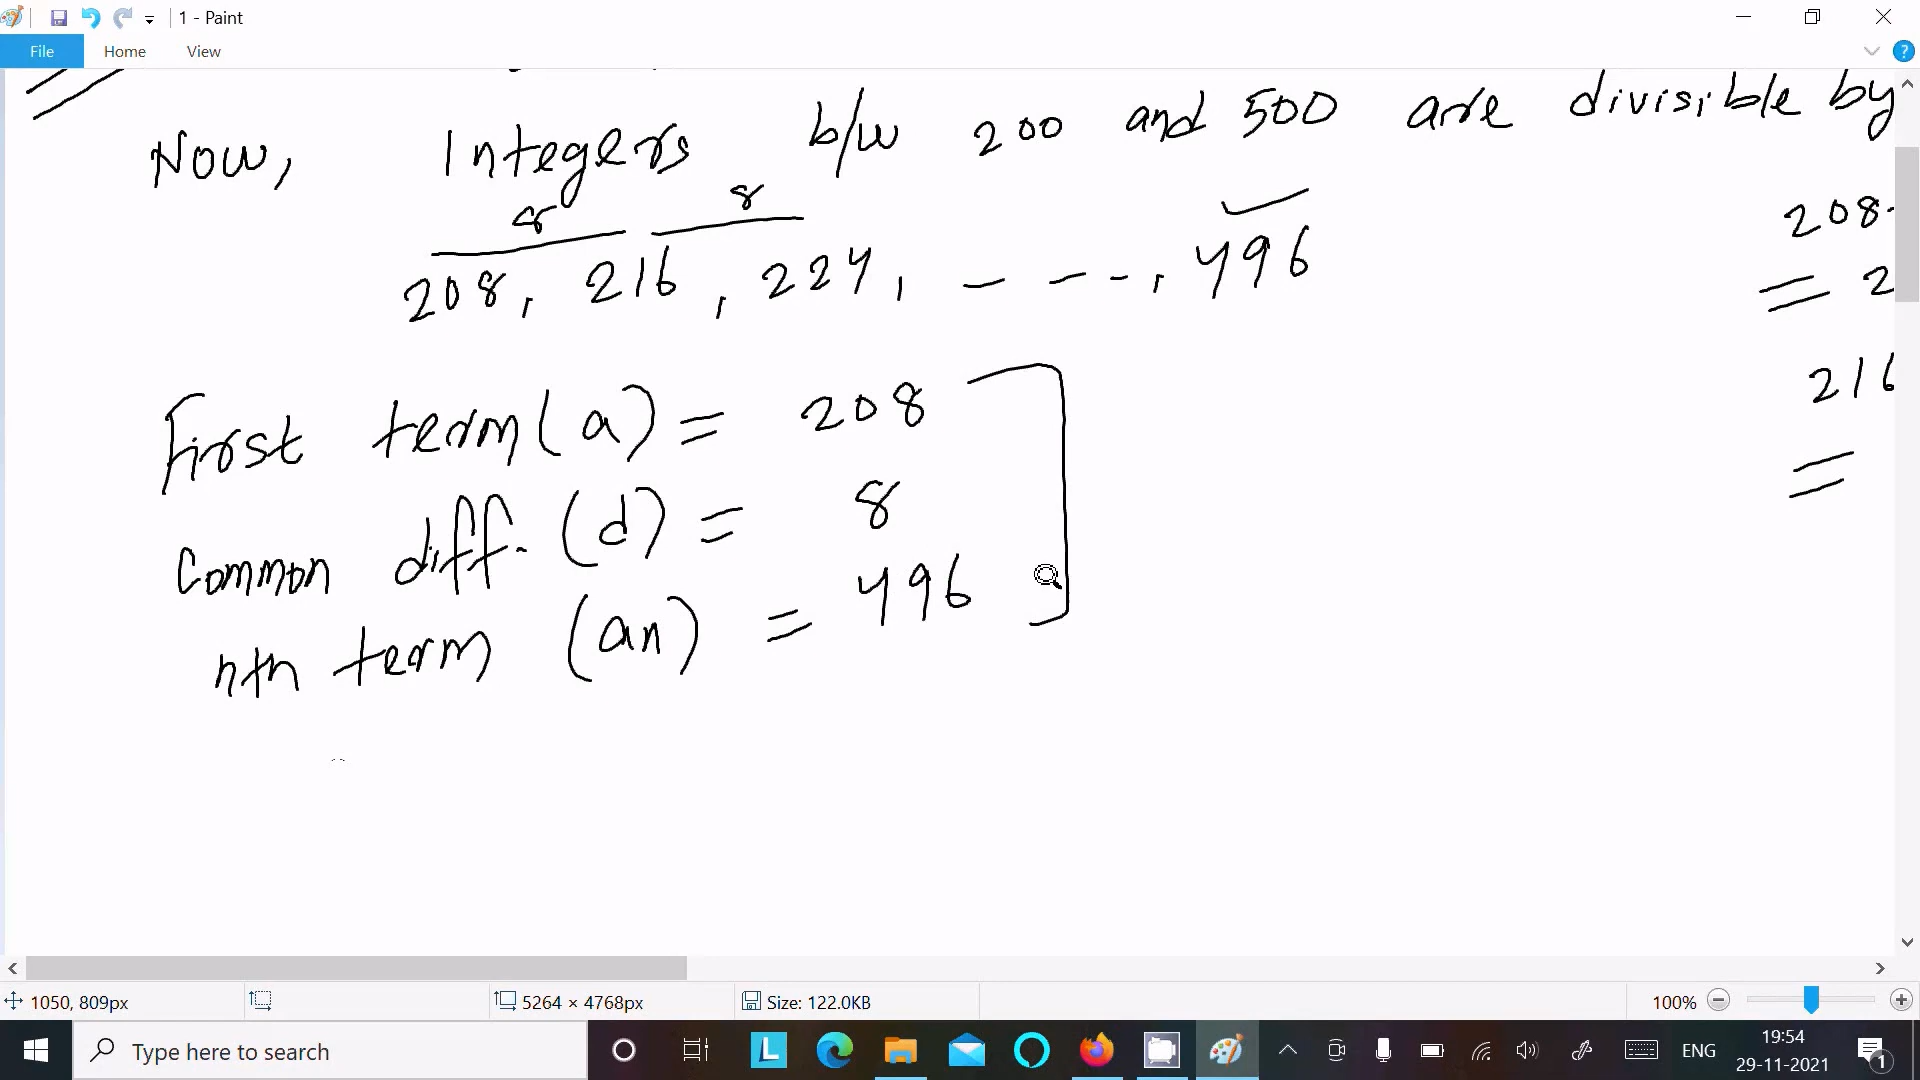 1 - Paint
File Home View
Now, Integers b/w 200 and 500 are divisible by
8 8
208, 216, 224, - - - -, 496
208-
= 2
216
=
First term (a) = 208
Common diff. (d) = 8
nth term (an) = 496
1050, 809px 5264 × 4768px Size: 122.0KB 100%
Type here to search
ENG
19:54
29-11-2021
1